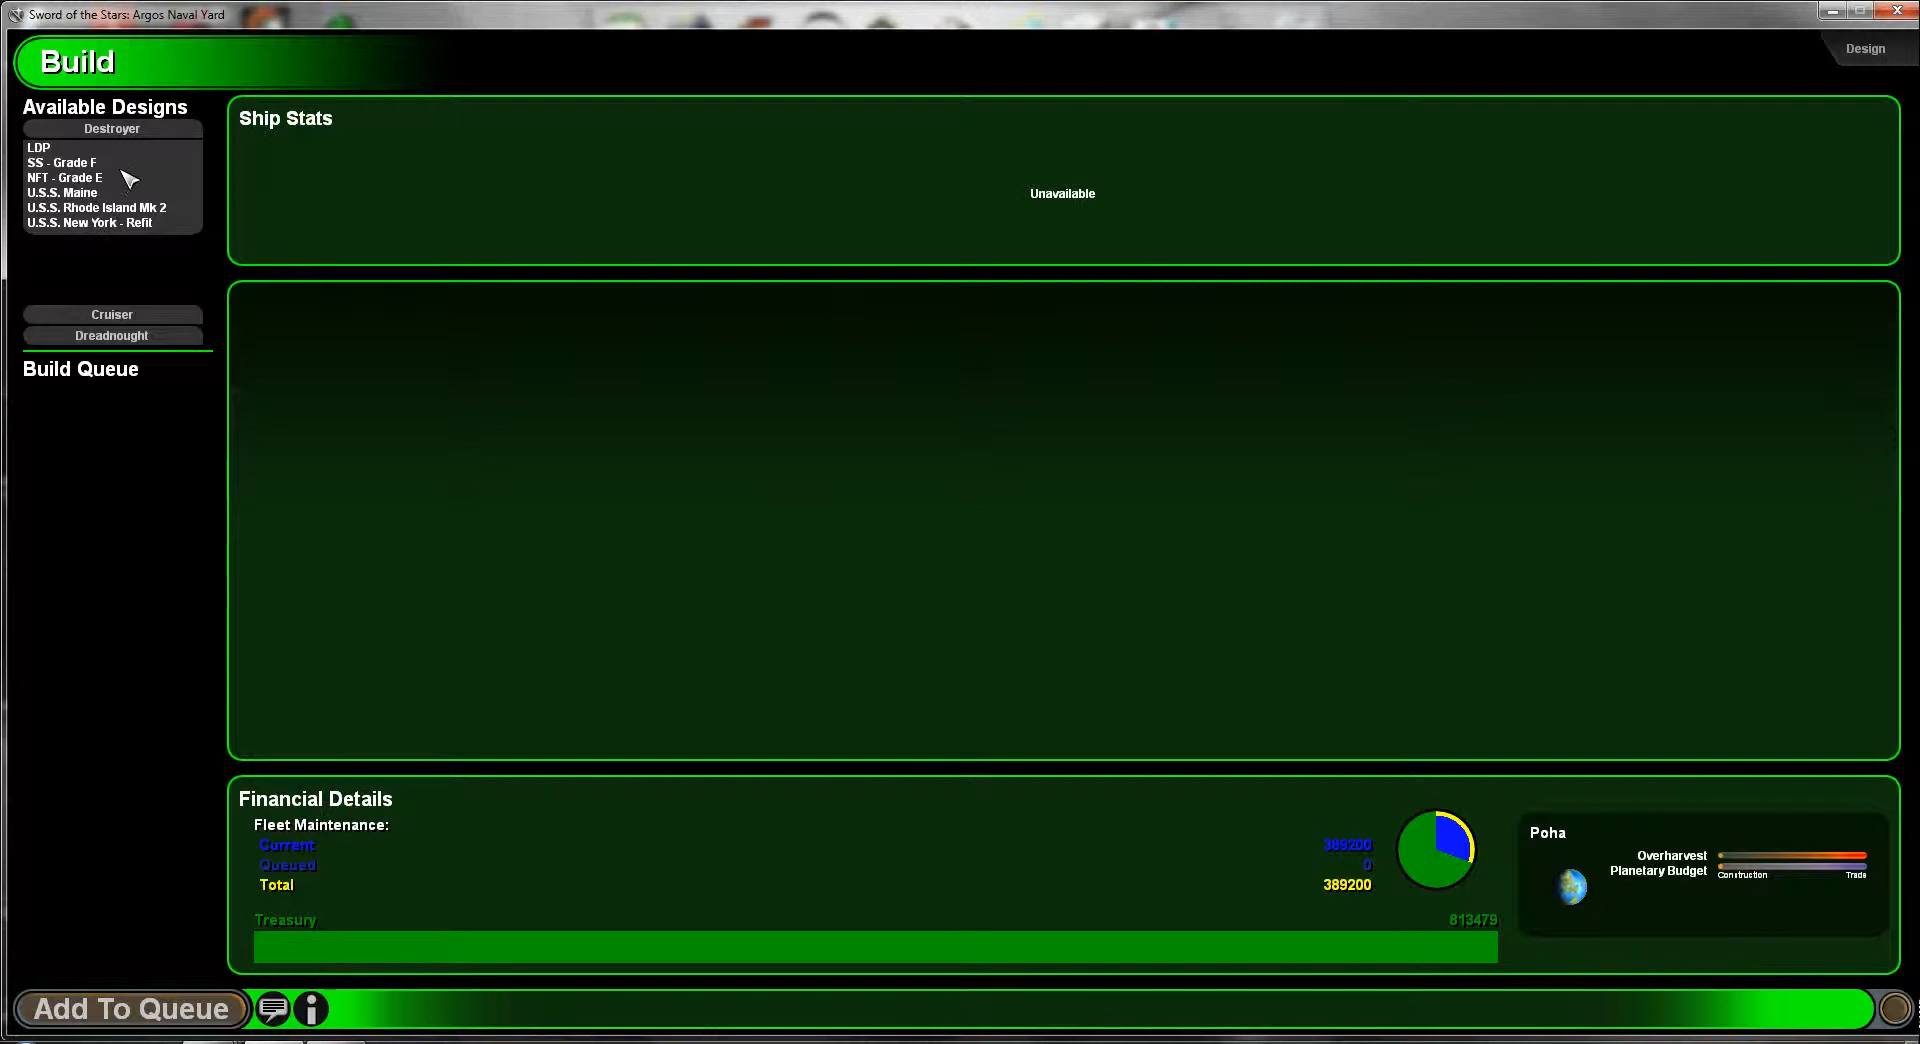 Sword of the Stars: Argos Naval Yard
Build
Design
Available Designs
Destroyer
LDP
SS - Grade F
NFT - Grade E
U.S.S. Maine
U.S.S. Rhode Island Mk 2
U.S.S. New York - Refit
Cruiser
Dreadnought
Build Queue
Ship Stats
Unavailable
Financial Details
Fleet Maintenance:
Current 389200
Queued 0
Total 389200
Treasury 813479
Poha
Overharvest
Planetary Budget
Construction Trade
Add To Queue